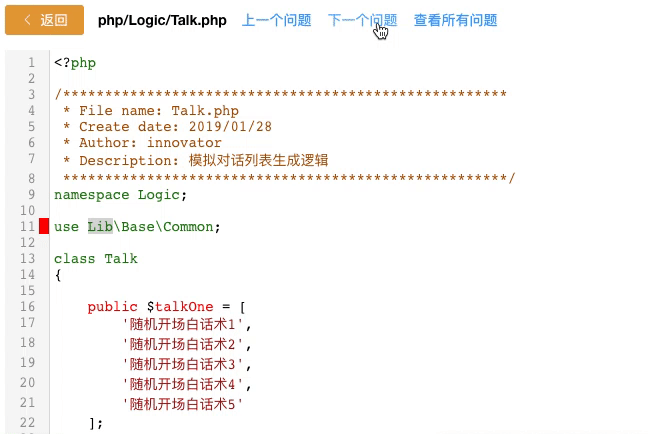 < 返回 php/Logic/Talk.php 上一个问题 下一个问题 查看所有问题
1 <?php
2
3 /*****************************************************
4 * File name: Talk.php
5 * Create date: 2019/01/28
6 * Author: innovator
7 * Description: 模拟对话列表生成逻辑
8 *****************************************************/
9 namespace Logic;
10
11 use Lib\Base\Common;
12
13 class Talk
14 {
15
16 public $talkOne = [
17 '随机开场白话术1',
18 '随机开场白话术2',
19 '随机开场白话术3',
20 '随机开场白话术4',
21 '随机开场白话术5'
22 ];